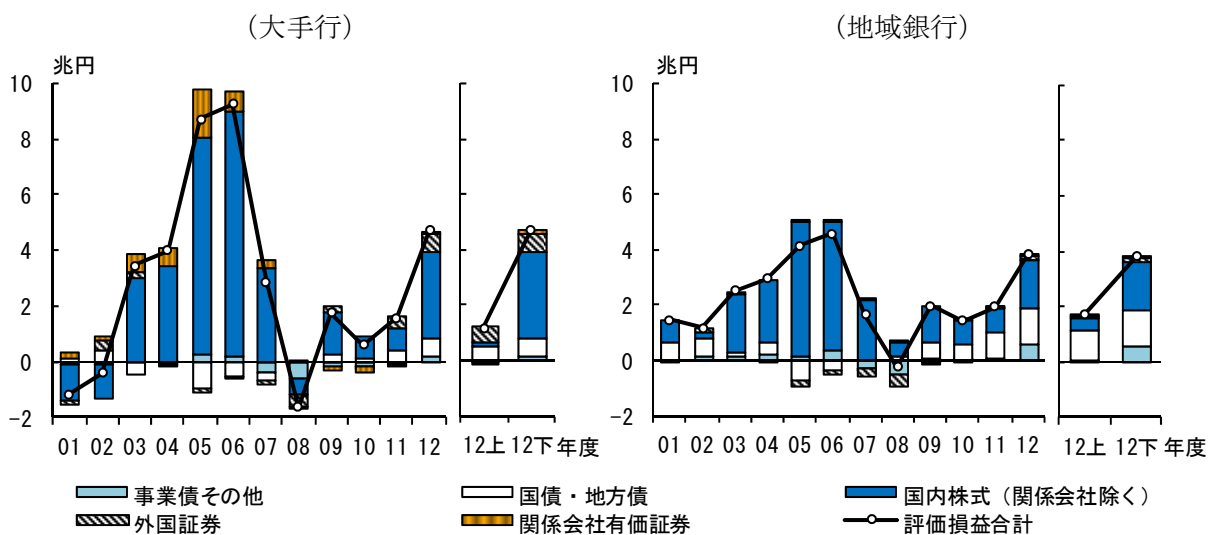 （大手行）
（地域銀行）
兆円
10
8
6
4
2
0
-2
01 02 03 04 05 06 07 08 09 10 11 12
12上 12下 年度
兆円
10
8
6
4
2
0
-2
01 02 03 04 05 06 07 08 09 10 11 12
12上 12下 年度
事業債その他
国債・地方債
国内株式（関係会社除く）
外国証券
関係会社有価証券
評価損益合計